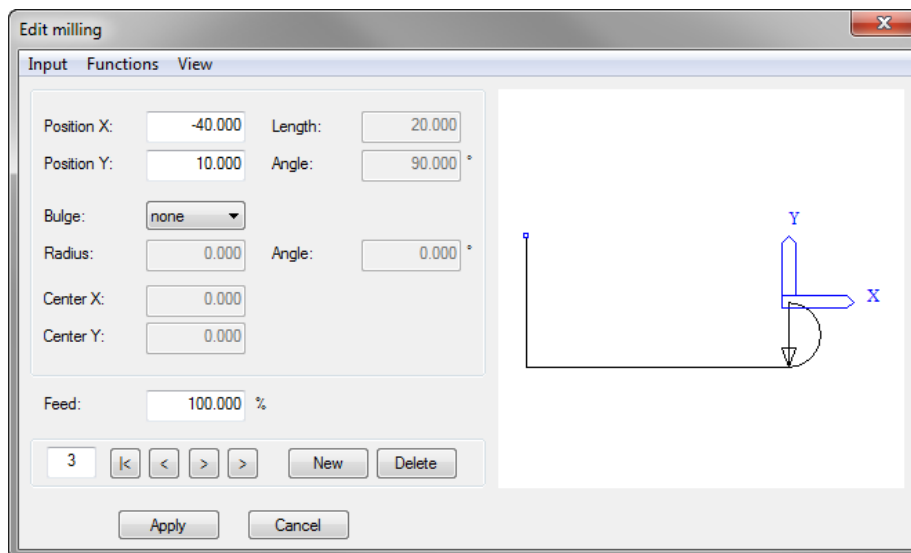 Edit milling
x
Input Functions View
Position X: -40.000 Length: 20.000
Position Y: 10.000 Angle: 90.000 °
Bulge: none
Radius: 0.000 Angle: 0.000 °
Center X: 0.000
Center Y: 0.000
Feed: 100.000 %
3 |< < > > New Delete
Apply Cancel
Y
X